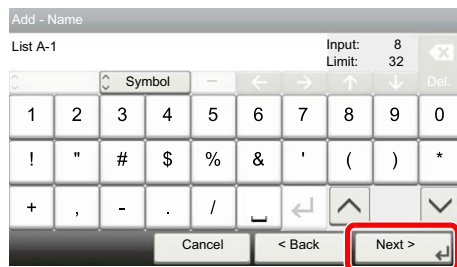 Add - Name
List A-1 Input: 8
Limit: 32
Symbol Del.
1 2 3 4 5 6 7 8 9 0
! " # $ % & ' ( ) *
+ , - . /
Cancel < Back Next >